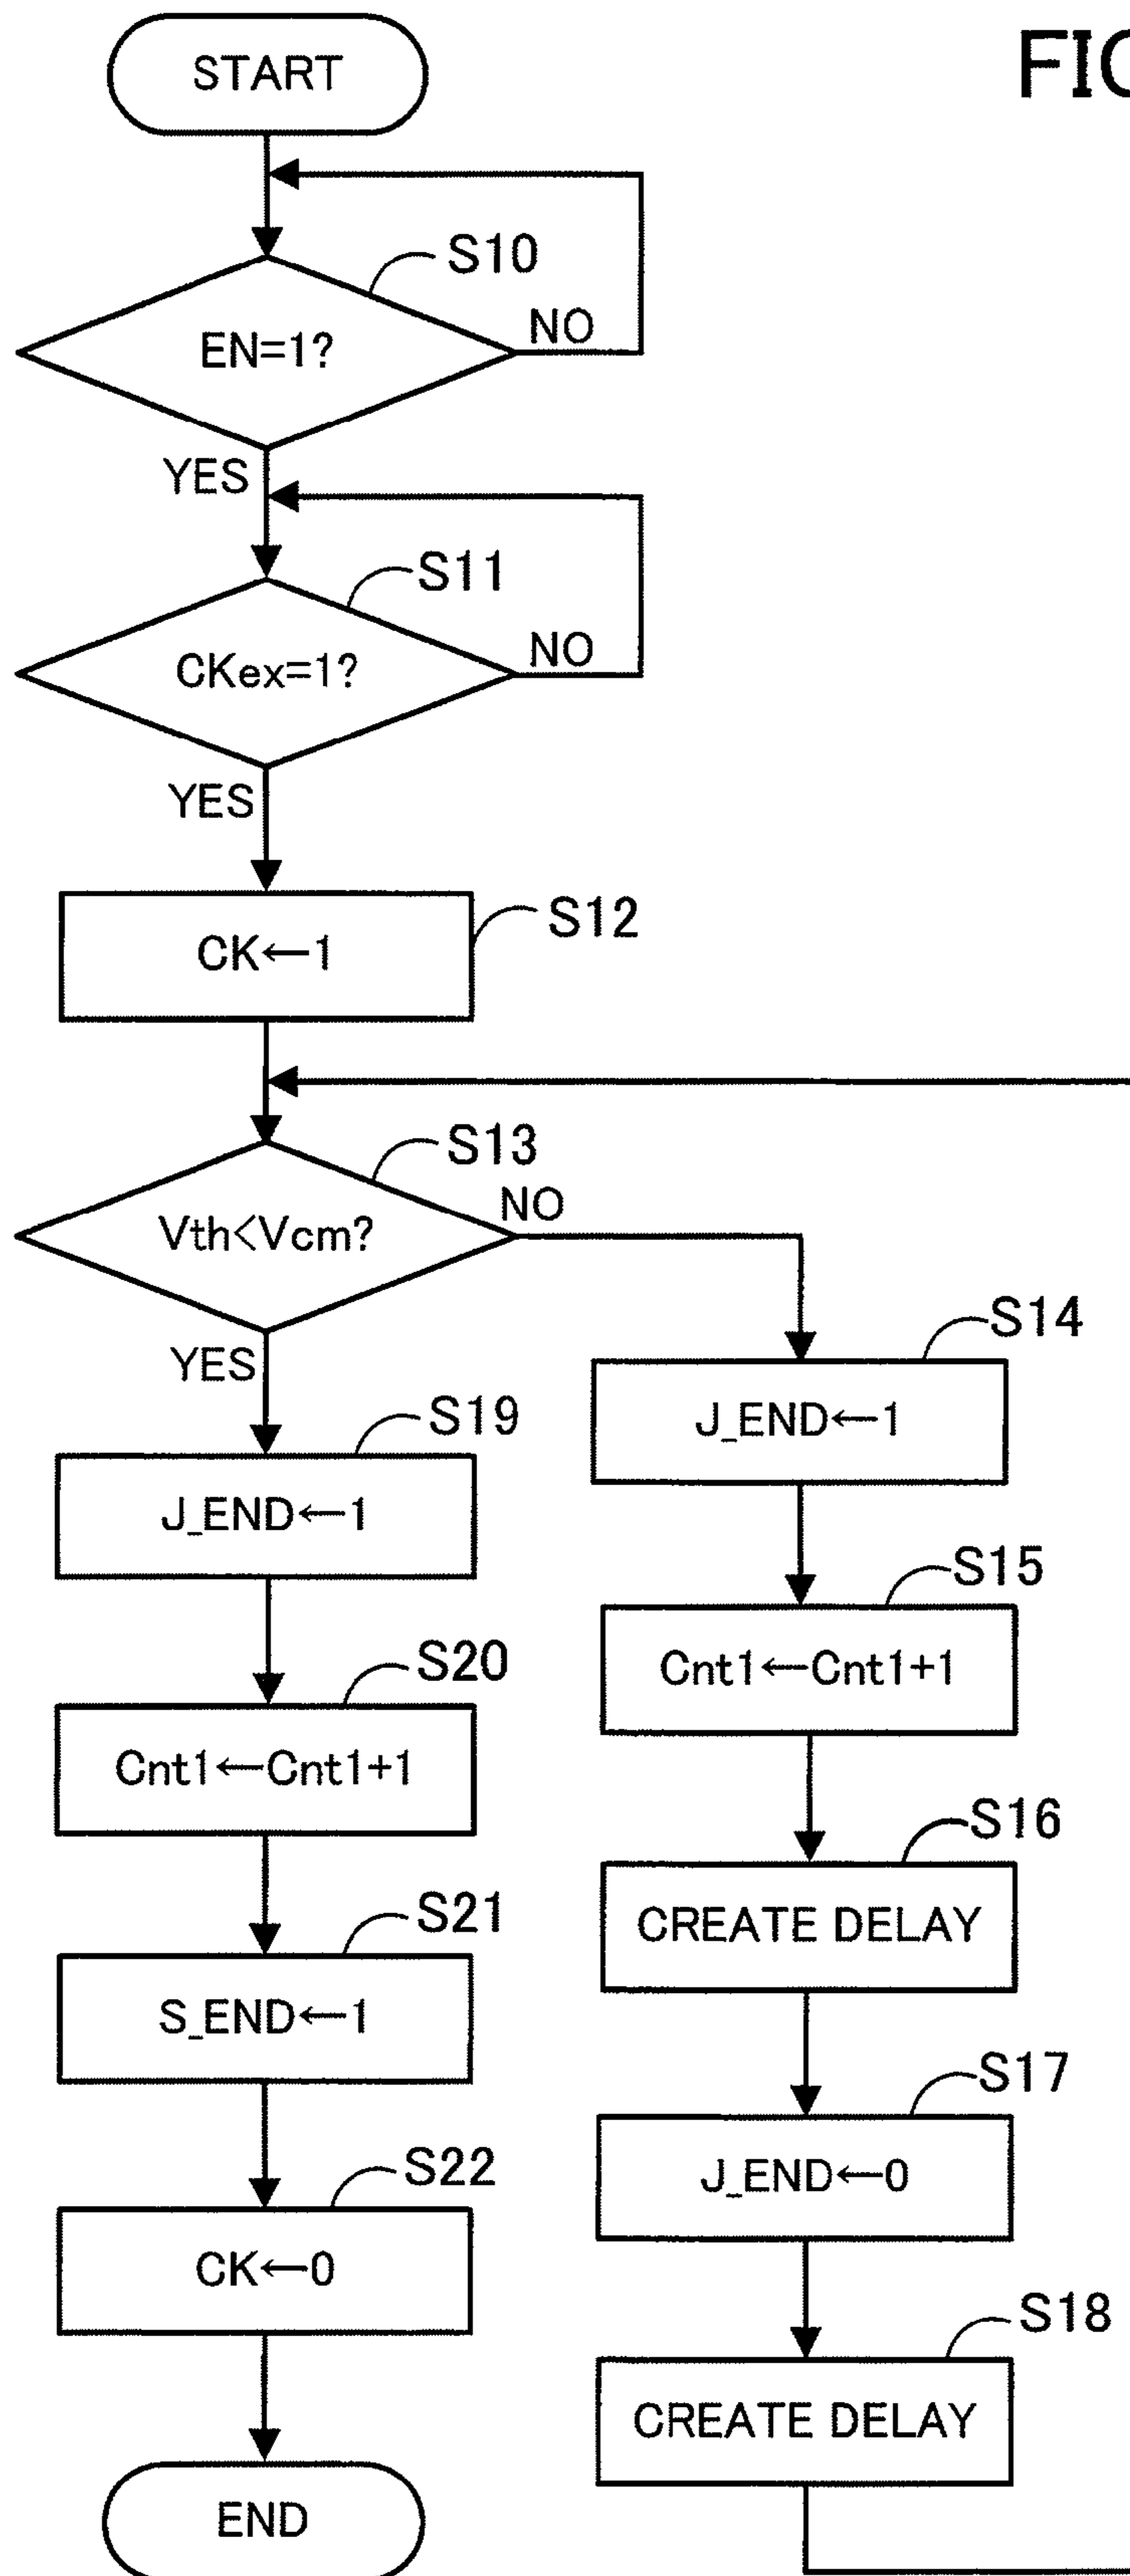 FIG
START
S10
EN=1?
NO
YES
S11
CKex=1?
NO
YES
S12
CK←1
S13
Vth<Vcm?
NO
YES
S14
J_END←1
S19
J_END←1
S15
Cnt1←Cnt1+1
S20
Cnt1←Cnt1+1
S16
CREATE DELAY
S21
S_END←1
S17
J_END←0
S22
CK←0
S18
CREATE DELAY
END